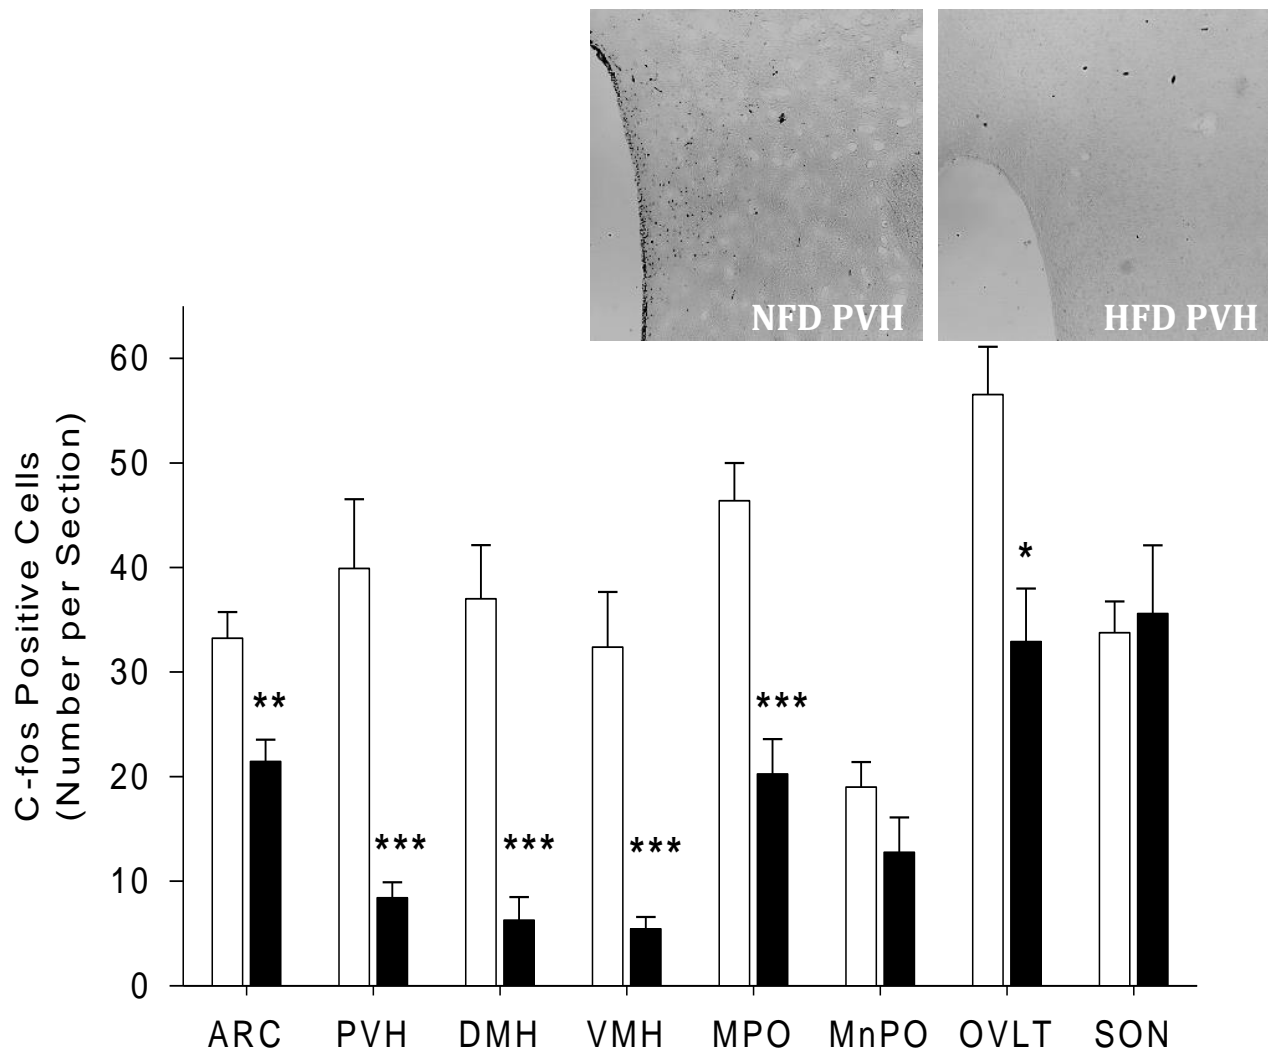 NFD PVH
HFD PVH
C-fos Positive Cells
(Number per Section)
60
50
40
30
20
10
0
**
***
***
***
***
*
ARC
PVH
DMH
VMH
MPO
MnPO
OVLT
SON